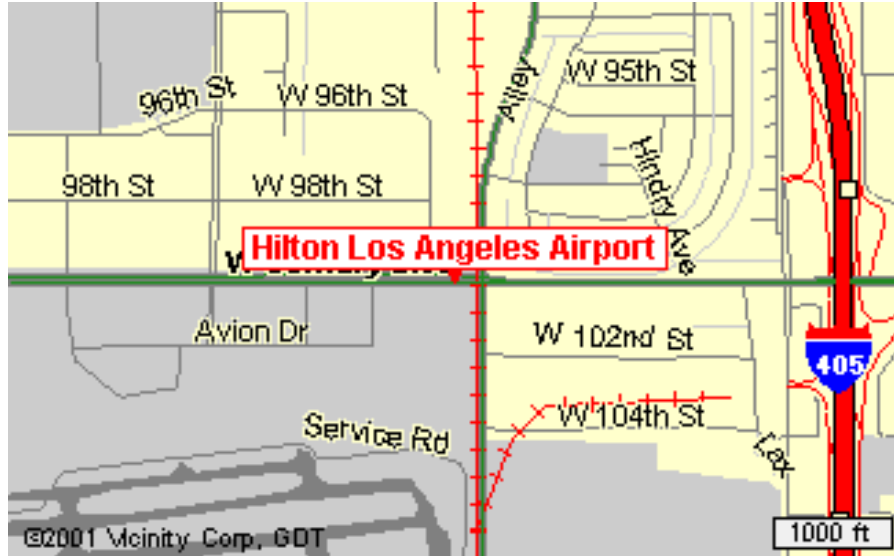 W 95th St
96th St
W 96th St
Alley
Hindry Ave
98th St
W 98th St
Hilton Los Angeles Airport
Avion Dr
W 102nd St
405
W 104th St
Service Rd
Lax
©2001 Vicinity Corp, GDT
1000 ft